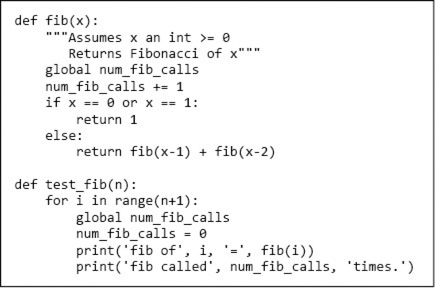 def fib(x):
    """Assumes x an int >= 0
       Returns Fibonacci of x"""
    global num_fib_calls
    num_fib_calls += 1
    if x == 0 or x == 1:
        return 1
    else:
        return fib(x-1) + fib(x-2)

def test_fib(n):
    for i in range(n+1):
        global num_fib_calls
        num_fib_calls = 0
        print('fib of', i, '=', fib(i))
        print('fib called', num_fib_calls, 'times.')